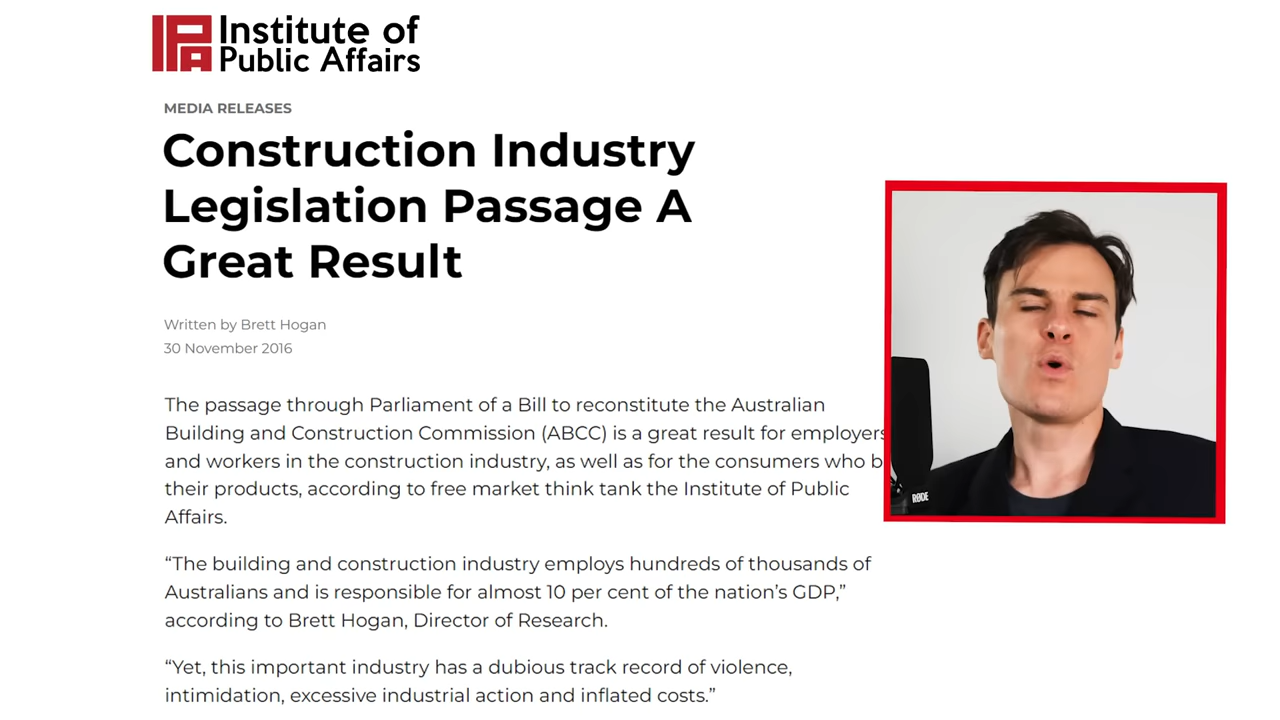 IPA
Institute of
Public Affairs
MEDIA RELEASES
Construction Industry
Legislation Passage A
Great Result
Written by Brett Hogan
30 November 2016
The passage through Parliament of a Bill to reconstitute the Australian
Building and Construction Commission (ABCC) is a great result for employers
and workers in the construction industry, as well as for the consumers who b
their products, according to free market think tank the Institute of Public
Affairs.
“The building and construction industry employs hundreds of thousands of
Australians and is responsible for almost 10 per cent of the nation’s GDP,”
according to Brett Hogan, Director of Research.
“Yet, this important industry has a dubious track record of violence,
intimidation, excessive industrial action and inflated costs.”
RØDE